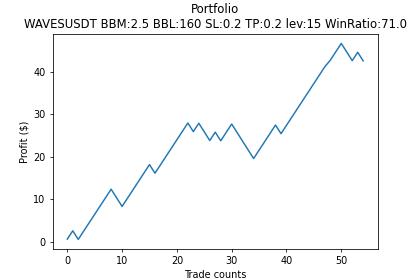 Portfolio
WAVESUSDT BBM:2.5 BBL:160 SL:0.2 TP:0.2 lev:15 WinRatio:71.0
40
30
20
10
0
Profit ($)
0 10 20 30 40 50
Trade counts